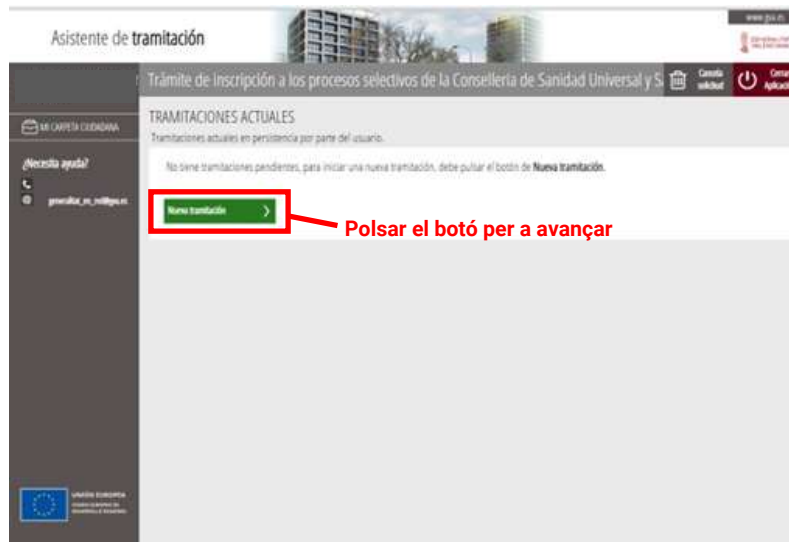 www.gva.es
Asistente de tramitación
Trámite de inscripción a los procesos selectivos de la Conselleria de Sanidad Universal y S
Cancela
solicitud
Cerrar
Aplicaci
MI CARPETA CIUDADANA
TRAMITACIONES ACTUALES
Tramitaciones actuales en persistencia por parte del usuario.
¿Necesita ayuda?
No tiene tramitaciones pendientes, para iniciar una nueva tramitación, debe pulsar el botón de Nueva tramitación.
Nueva tramitación
Polsar el botó per a avançar
UNIÓN EUROPEA